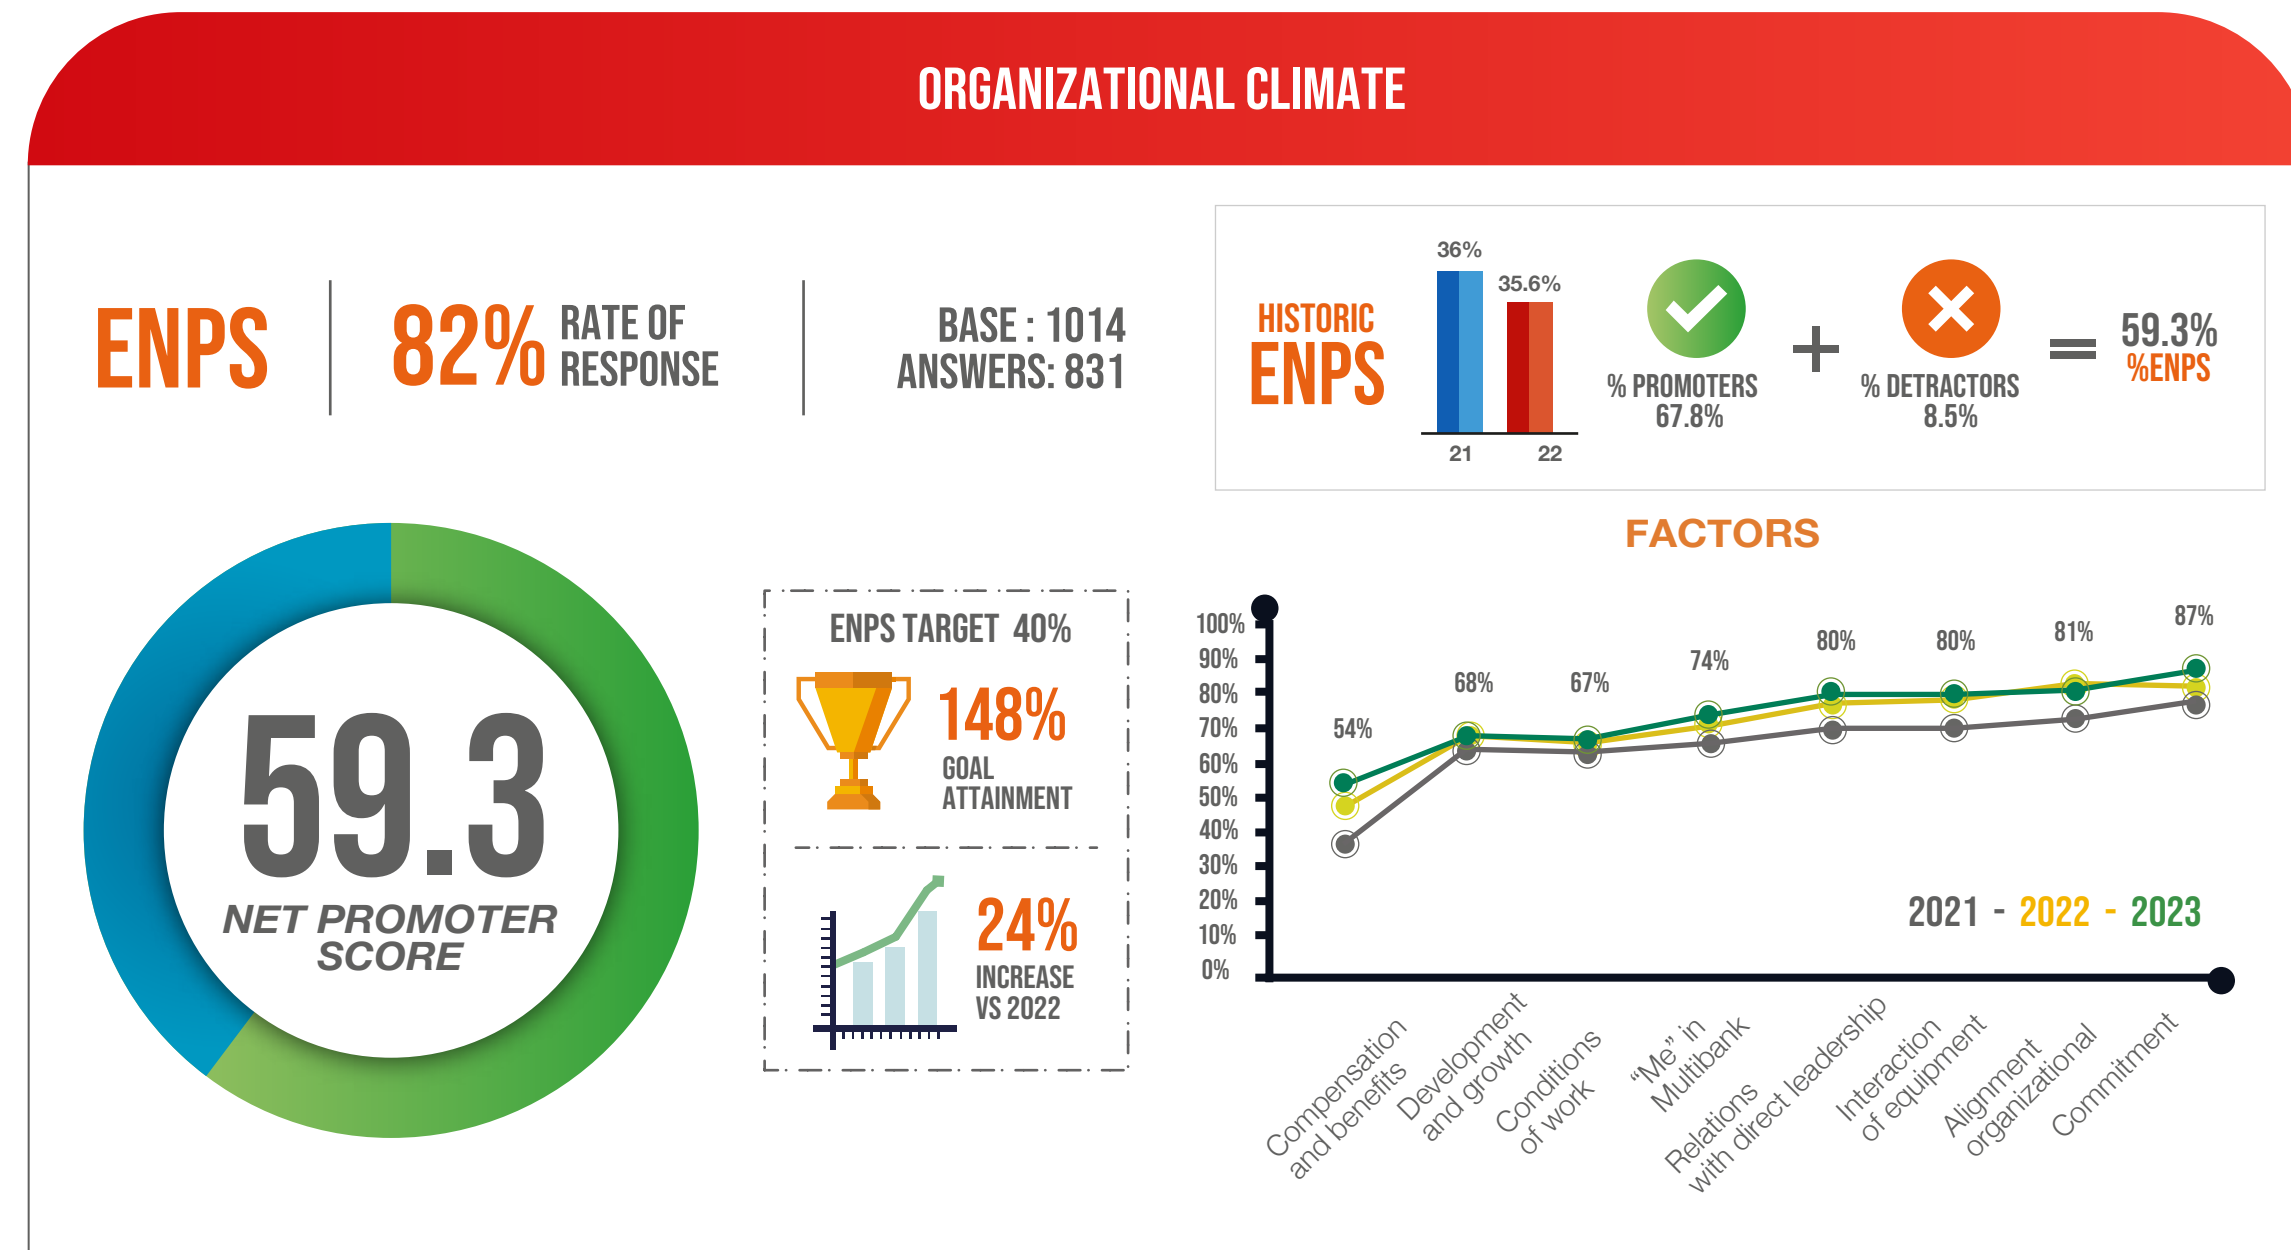 ORGANIZATIONAL CLIMATE
ENPS
82%
RATE OF
RESPONSE
BASE : 1014
ANSWERS: 831
HISTORIC
ENPS
36%
35.6%
21
22
% PROMOTERS
67.8%
+
% DETRACTORS
8.5%
=
59.3%
%ENPS
59.3
NET PROMOTER
SCORE
ENPS TARGET 40%
148%
GOAL
ATTAINMENT
24%
INCREASE
VS 2022
FACTORS
100%
90%
80%
70%
60%
50%
40%
30%
20%
10%
0%
54%
68%
67%
74%
80%
80%
81%
87%
2021 - 2022 - 2023
Compensation
and benefits
Development
and growth
Conditions
of work
“Me” in
Multibank
Relations
with direct leadership
Interaction
of equipment
Alignment
organizational
Commitment